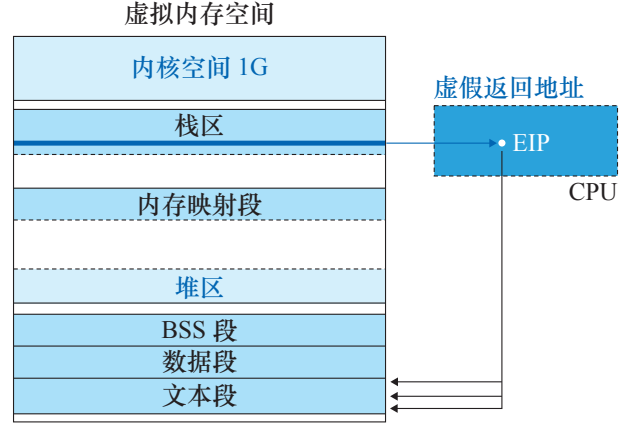 虚拟内存空间
内核空间 1G
虚假返回地址
栈区
EIP
CPU
内存映射段
堆区
BSS 段
数据段
文本段